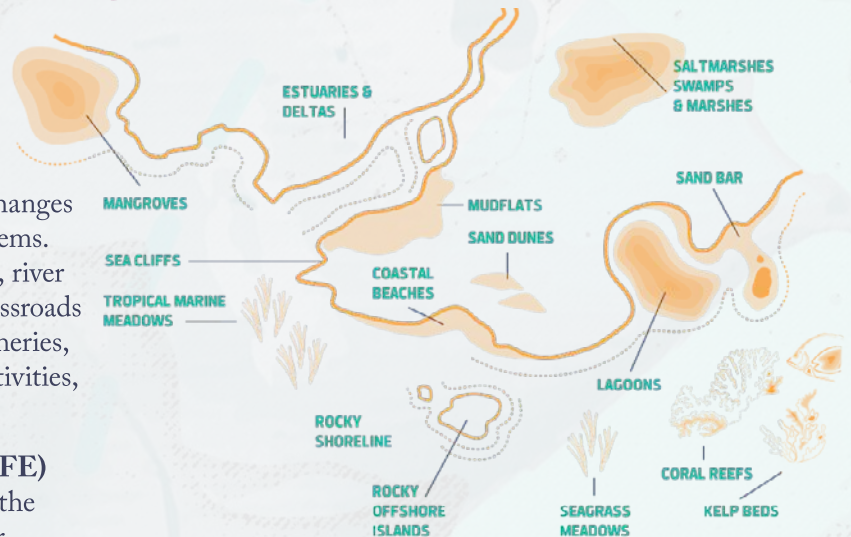 hanges
ems.
, river
ssroads
neries,
tivities,
FE)
the
ESTUARIES &
DELTAS
SALTMARSHES
SWAMPS
& MARSHES
MANGROVES
MUDFLATS
SAND BAR
SEA CLIFFS
SAND DUNES
COASTAL
BEACHES
TROPICAL MARINE
MEADOWS
LAGOONS
ROCKY
SHORELINE
CORAL REEFS
ROCKY
OFFSHORE
ISLANDS
SEAGRASS
MEADOWS
KELP BEDS